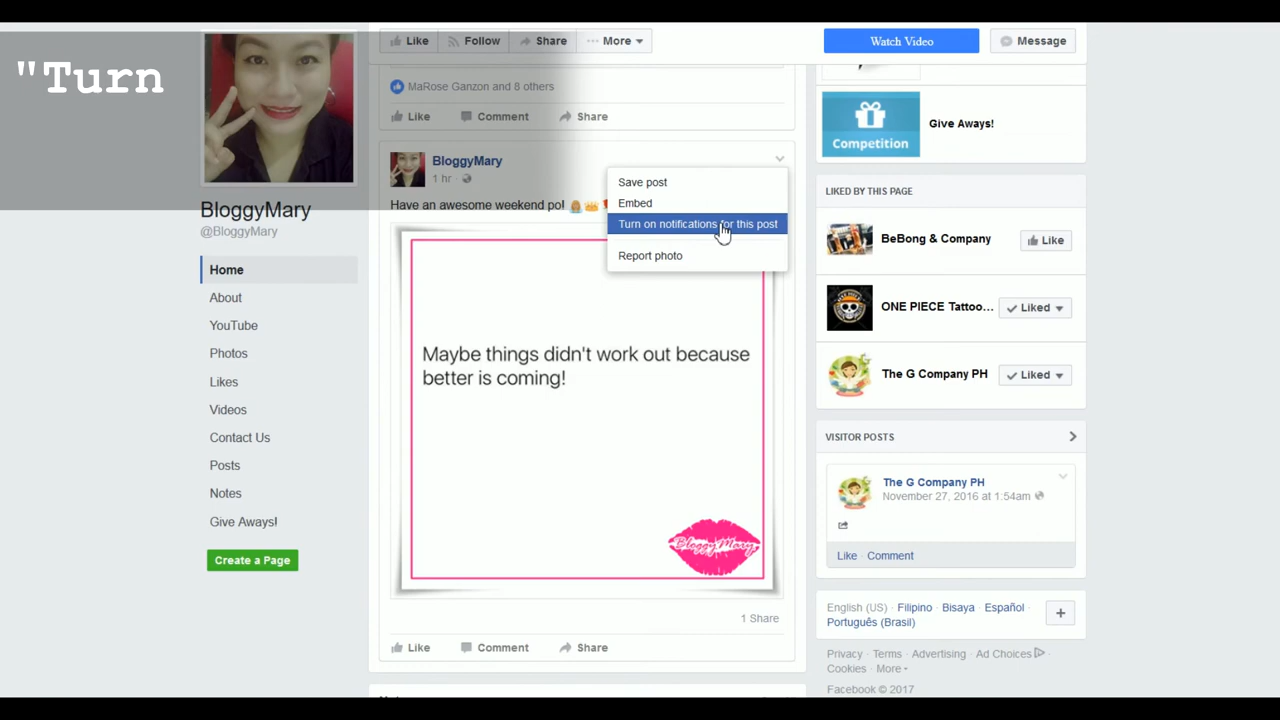 "Turn
Like Follow Share ··· More
Watch Video
Message
MaRose Ganzon and 8 others
Like Comment Share
BloggyMary
1 hr
Have an awesome weekend po!
Save post
Embed
Turn on notifications for this post
Report photo
Maybe things didn't work out because
better is coming!
BloggyMary
1 Share
Like Comment Share
BloggyMary
@BloggyMary
Home
About
YouTube
Photos
Likes
Videos
Contact Us
Posts
Notes
Give Aways!
Create a Page
Competition
Give Aways!
LIKED BY THIS PAGE
BeBong & Company
Like
ONE PIECE Tattoo...
Liked
The G Company PH
Liked
VISITOR POSTS
The G Company PH
November 27, 2016 at 1:54am
Like · Comment
English (US) · Filipino · Bisaya · Español ·
Português (Brasil)
Privacy · Terms · Advertising · Ad Choices ·
Cookies · More
Facebook © 2017